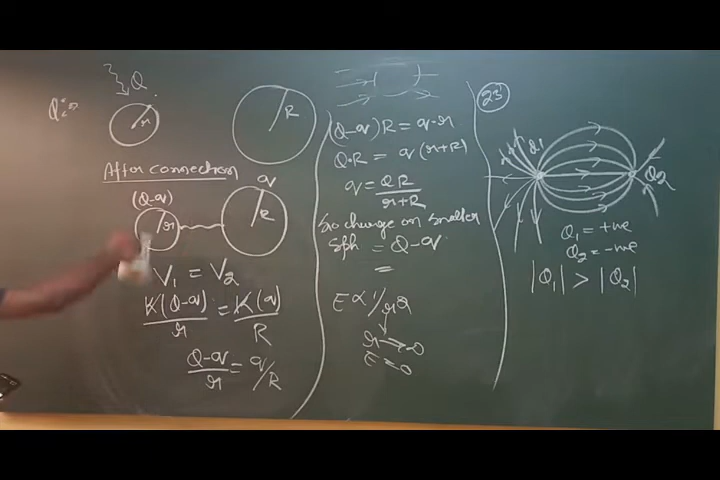 Q
r
R
After connection
(Q-q)
q
r
R
V₁ = V₂
K(Q-q)/r = K(q)/R
Q-q/r = q/R
(Q-q)R = q·r
Q·R = q(r+R)
q = QR/r+R
So charge on smaller
Sph = Q-q
E ∝ 1/r²
r → 0
23
Q₁
Q₂
Q₁ = +ve
Q₂ = -ve
|Q₁| > |Q₂|